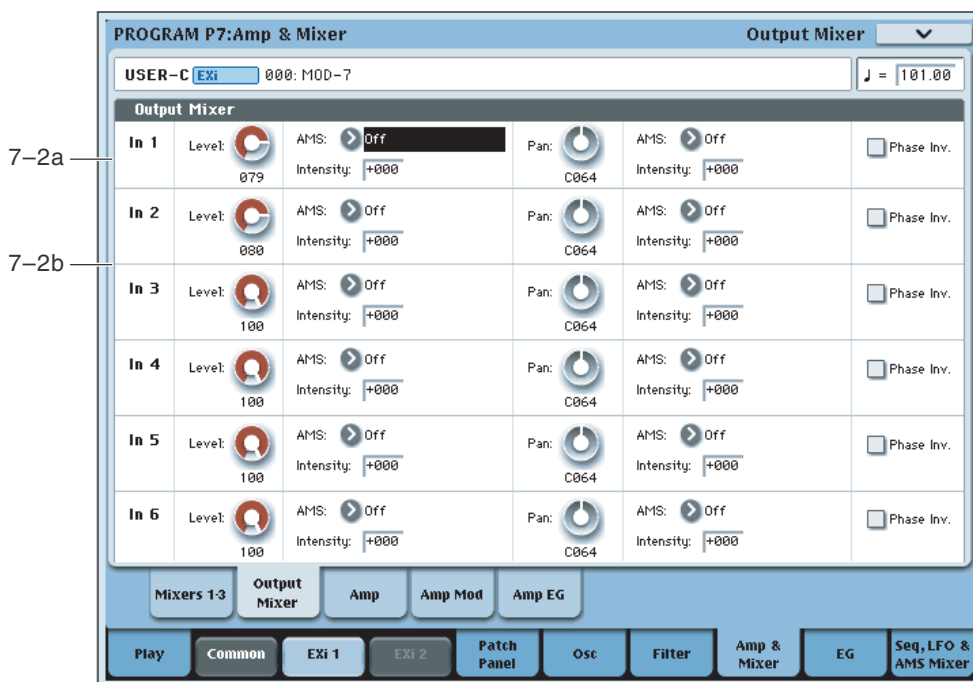 PROGRAM P7:Amp & Mixer Output Mixer
USER-C EXi 000: MOD-7 ♩ = 101.00
Output Mixer
7–2a
In 1 Level: 079 AMS: Off Intensity: +000 Pan: C064 AMS: Off Intensity: +000 Phase Inv.
In 2 Level: 080 AMS: Off Intensity: +000 Pan: C064 AMS: Off Intensity: +000 Phase Inv.
7–2b
In 3 Level: 100 AMS: Off Intensity: +000 Pan: C064 AMS: Off Intensity: +000 Phase Inv.
In 4 Level: 100 AMS: Off Intensity: +000 Pan: C064 AMS: Off Intensity: +000 Phase Inv.
In 5 Level: 100 AMS: Off Intensity: +000 Pan: C064 AMS: Off Intensity: +000 Phase Inv.
In 6 Level: 100 AMS: Off Intensity: +000 Pan: C064 AMS: Off Intensity: +000 Phase Inv.
Mixers 1-3 Output Mixer Amp Amp Mod Amp EG
Play Common EXi 1 EXi 2 Patch Panel Osc Filter Amp & Mixer EG Seq, LFO & AMS Mixer